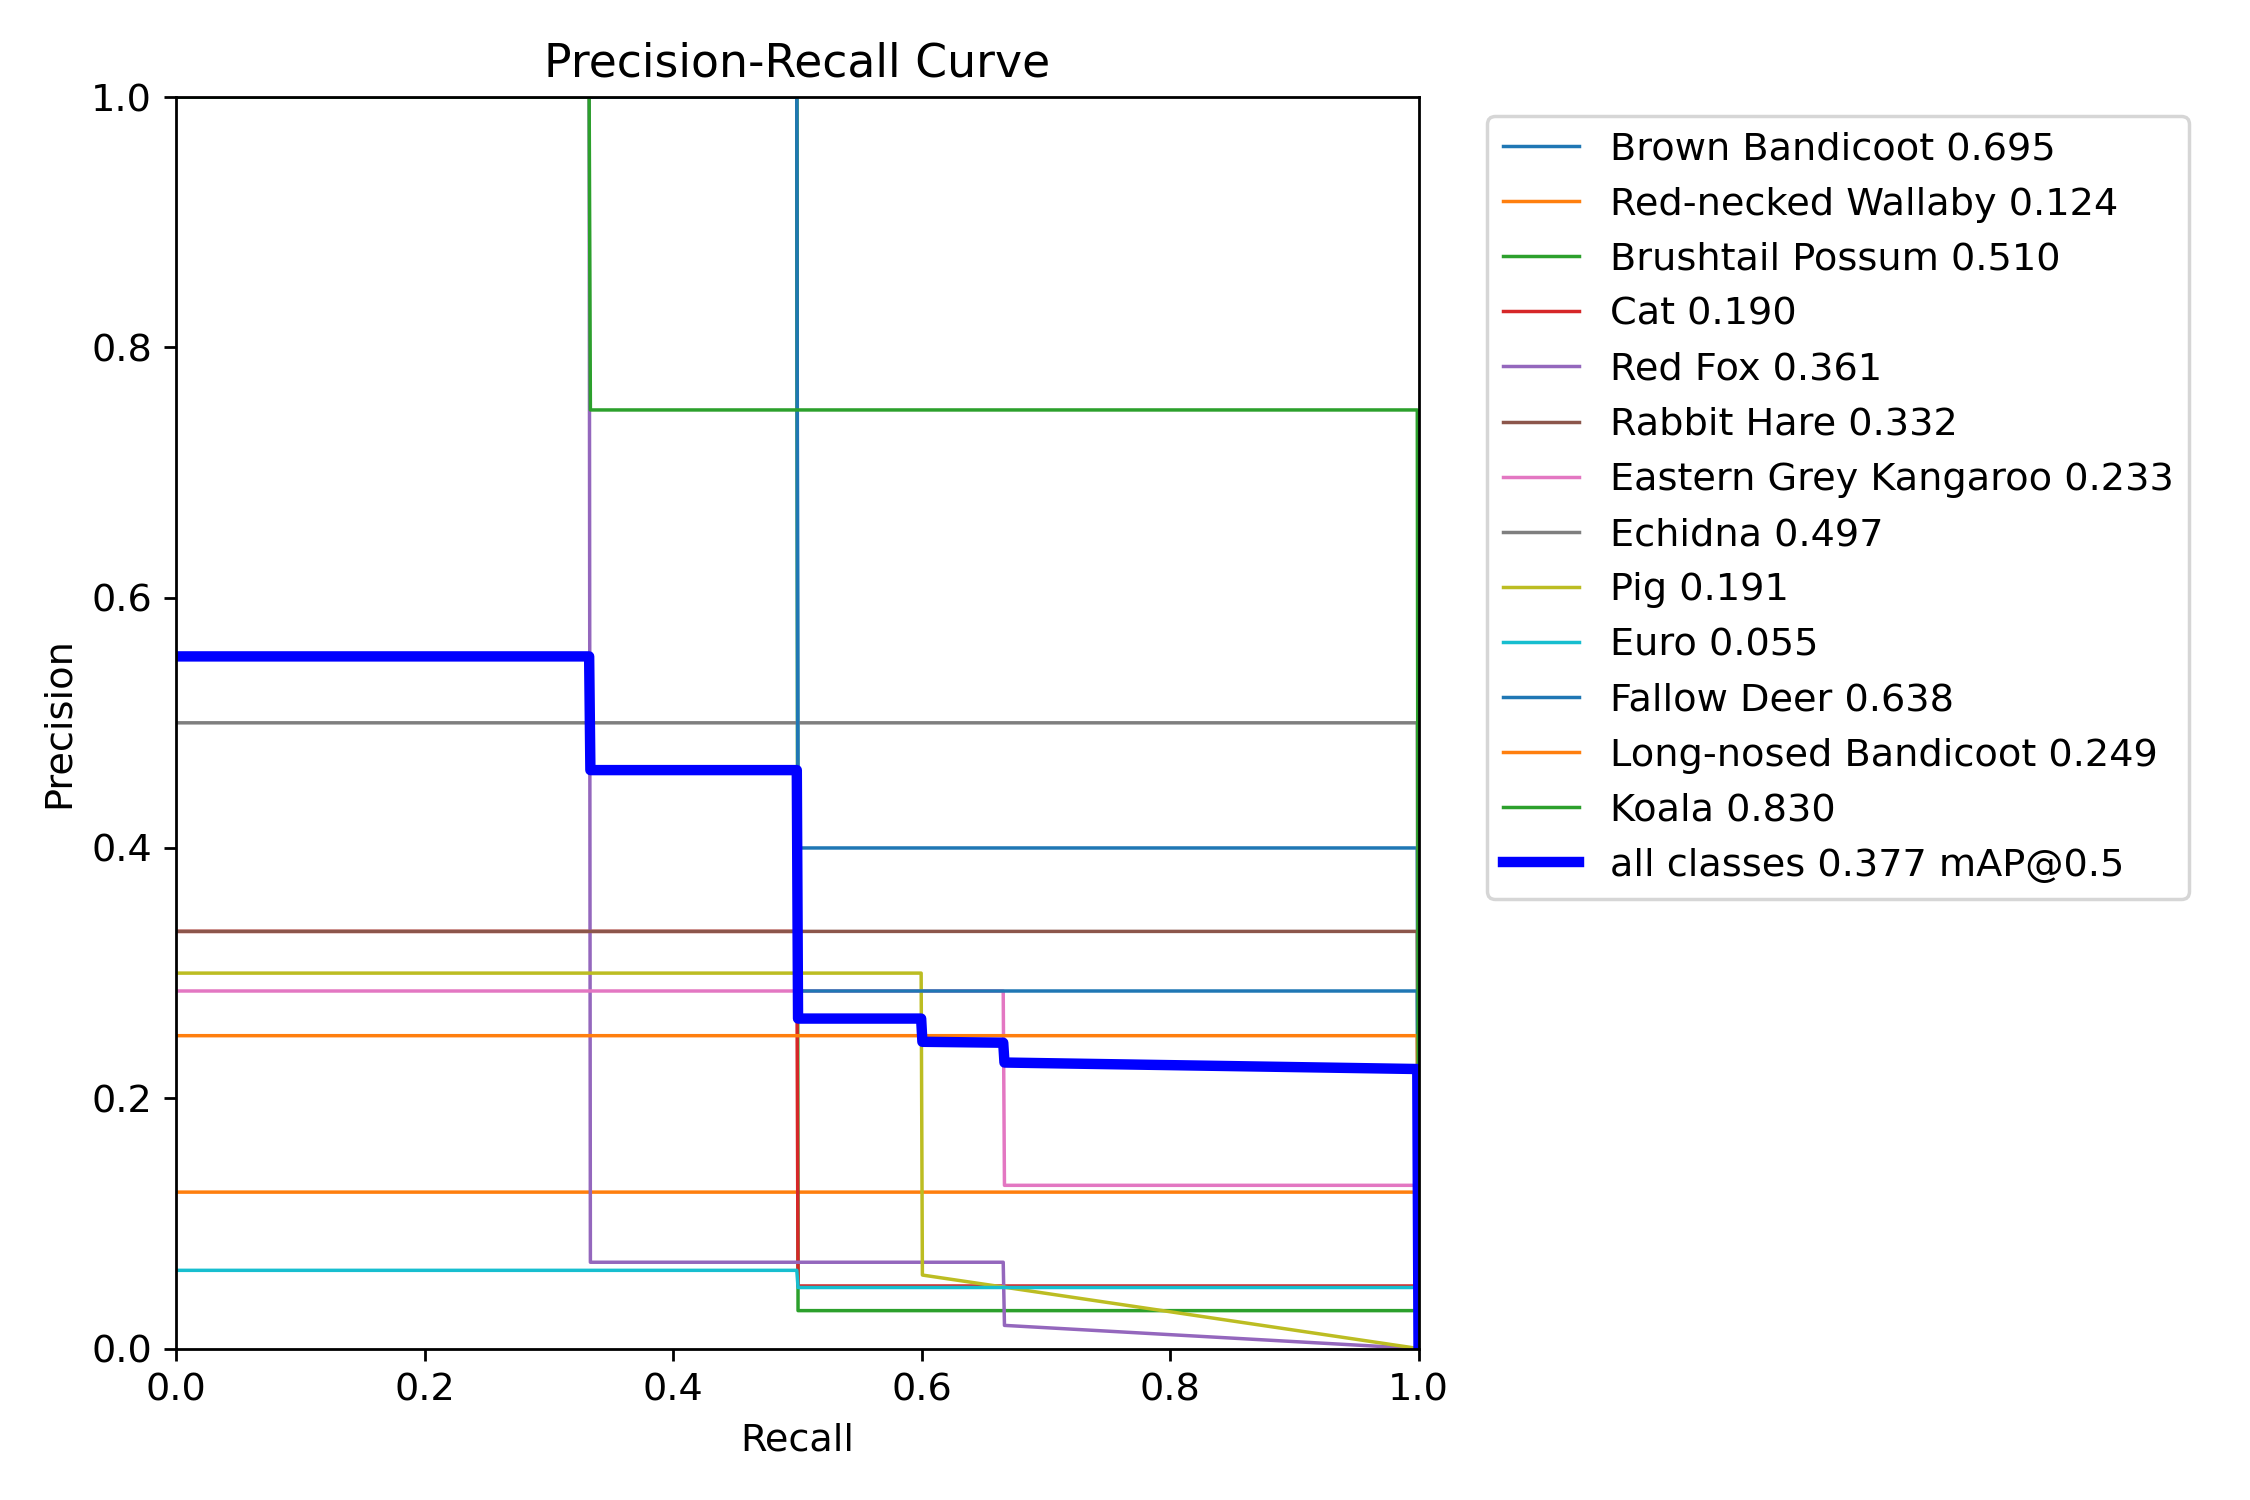 Precision-Recall Curve
1.0
0.8
0.6
0.4
0.2
0.0
Precision
0.0 0.2 0.4 0.6 0.8 1.0
Recall
Brown Bandicoot 0.695
Red-necked Wallaby 0.124
Brushtail Possum 0.510
Cat 0.190
Red Fox 0.361
Rabbit Hare 0.332
Eastern Grey Kangaroo 0.233
Echidna 0.497
Pig 0.191
Euro 0.055
Fallow Deer 0.638
Long-nosed Bandicoot 0.249
Koala 0.830
all classes 0.377 mAP@0.5